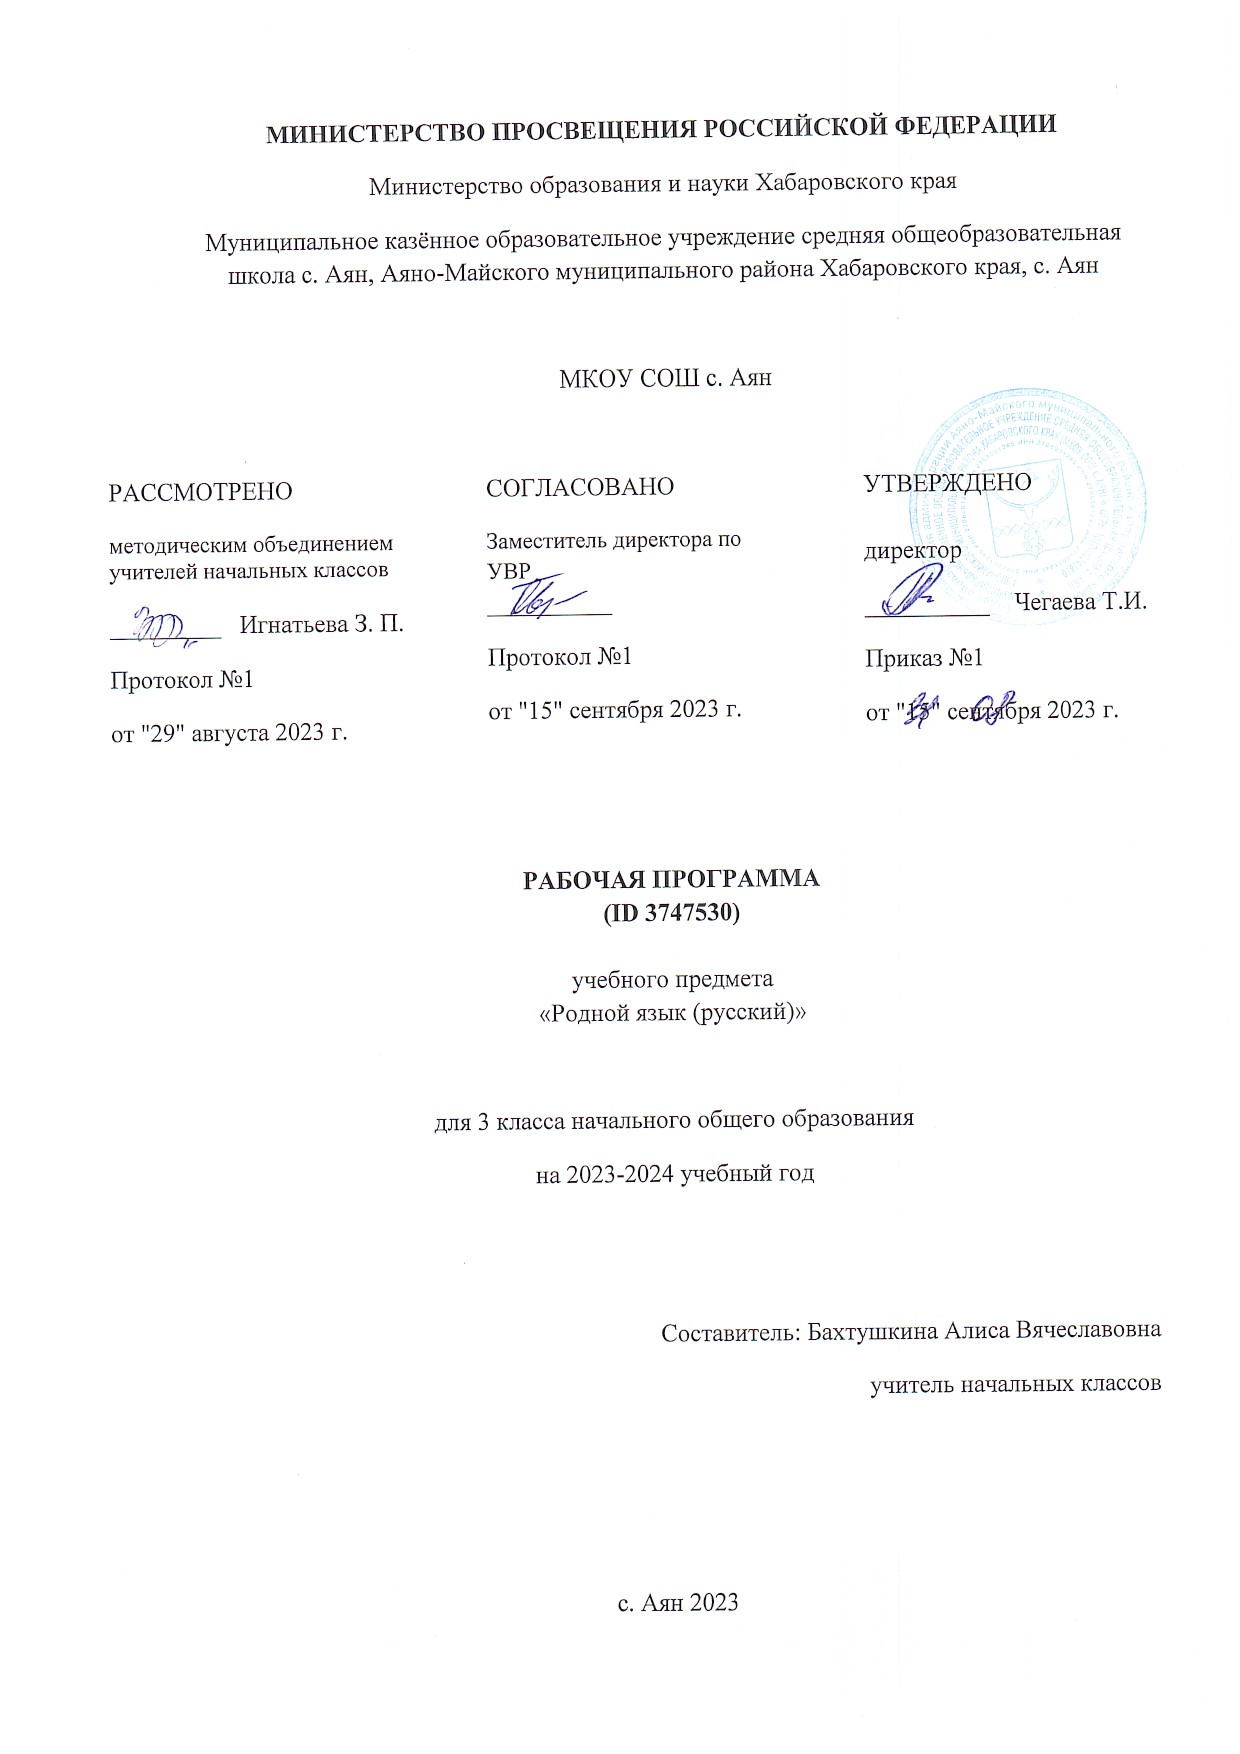 МИНИСТЕРСТВО ПРОСВЕЩЕНИЯ РОССИЙСКОЙ ФЕДЕРАЦИИ
Министерство образования и науки Хабаровского края
Муниципальное казённое образовательное учреждение средняя общеобразовательная
школа с. Аян, Аяно-Майского муниципального района Хабаровского края, с. Аян
МКОУ СОШ с. Аян
РАССМОТРЕНО
методическим объединением
учителей начальных классов
Игнатьева З. П.
Протокол №1
от "29" августа 2023 г.
СОГЛАСОВАНО
Заместитель директора по
УВР
Протокол №1
от "15" сентября 2023 г.
УТВЕРЖДЕНО
директор
Чегаева Т.И.
Приказ №1
от "15" сентября 2023 г.
РАБОЧАЯ ПРОГРАММА
(ID 3747530)
учебного предмета
«Родной язык (русский)»
для 3 класса начального общего образования
на 2023-2024 учебный год
Составитель: Бахтушкина Алиса Вячеславовна
учитель начальных классов
с. Аян 2023